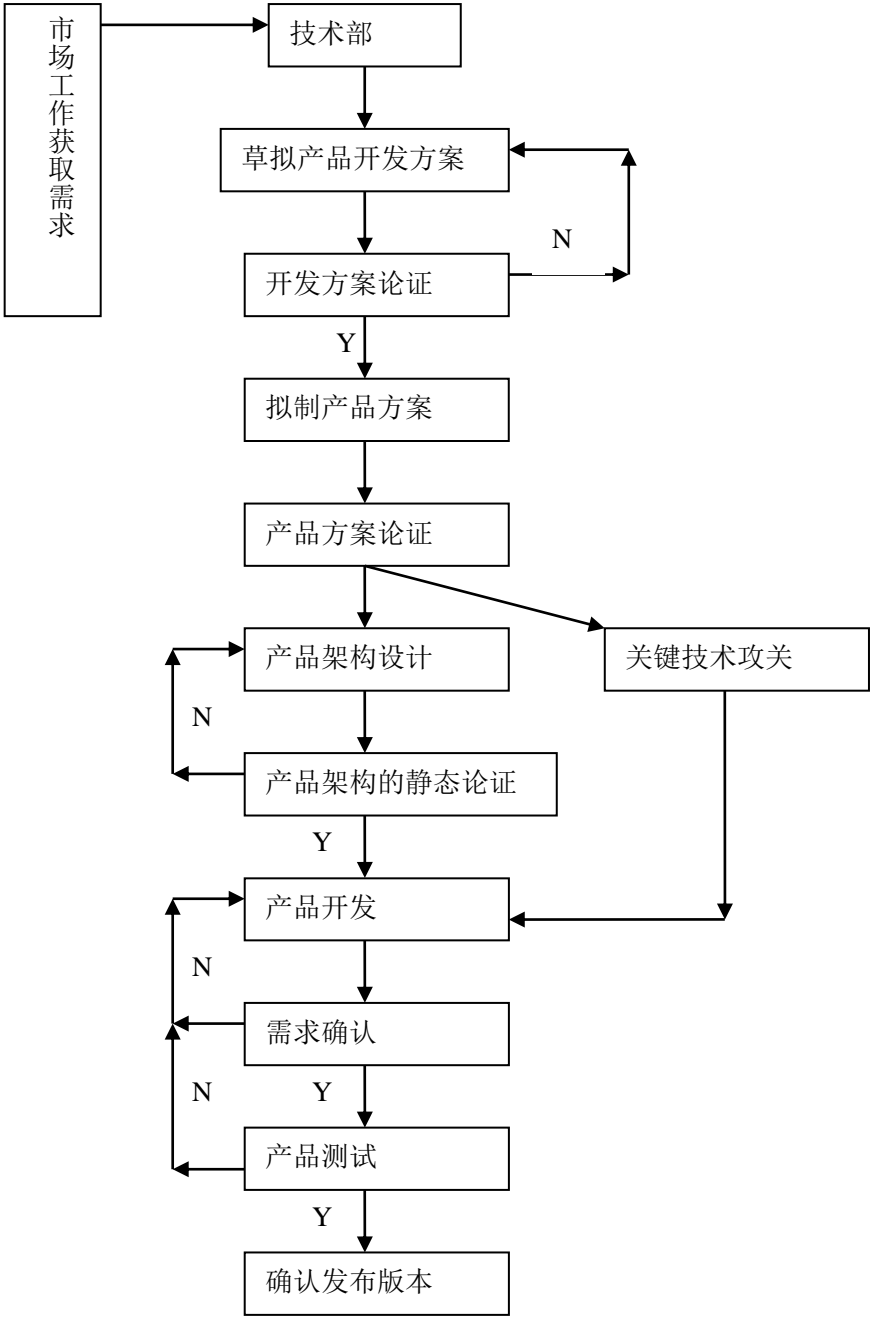 市场工作获取需求
技术部
草拟产品开发方案
N
开发方案论证
Y
拟制产品方案
产品方案论证
产品架构设计
关键技术攻关
N
产品架构的静态论证
Y
产品开发
N
需求确认
N
Y
产品测试
Y
确认发布版本